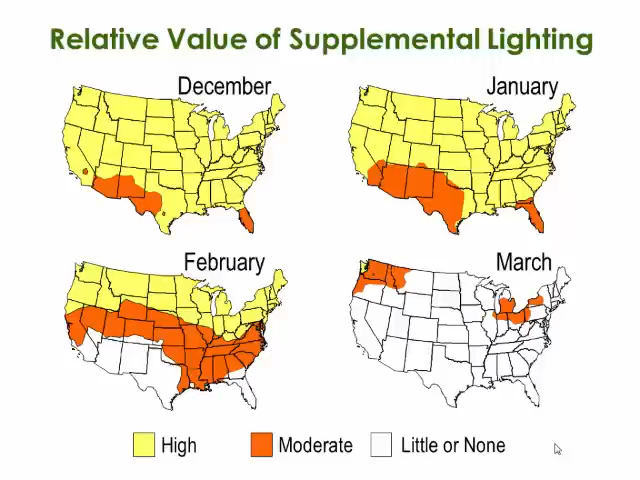 Relative Value of Supplemental Lighting
December
January
February
March
High
Moderate
Little or None